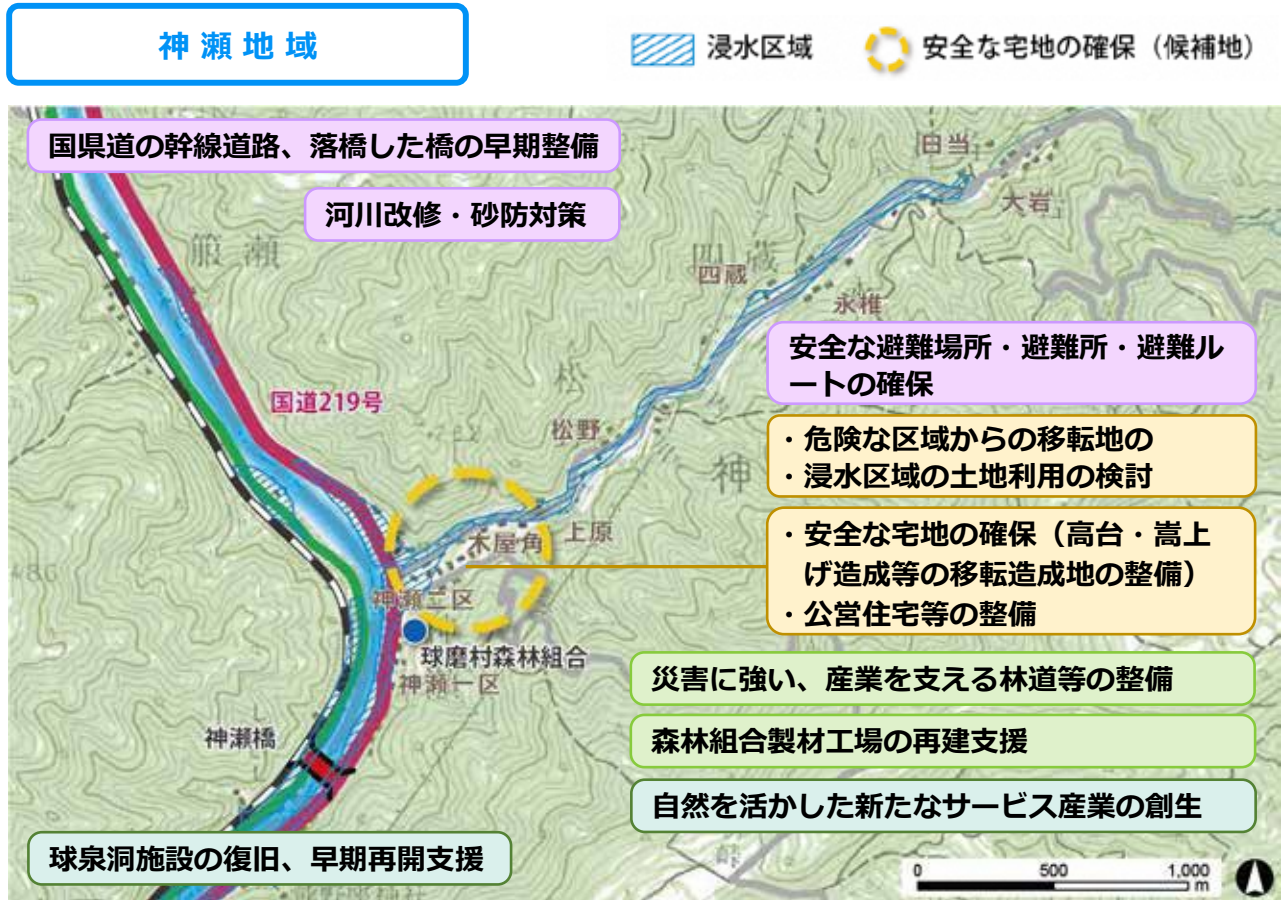 神瀬地域
浸水区域
安全な宅地の確保（候補地）
国県道の幹線道路、落橋した橋の早期整備
河川改修・砂防対策
田当
大岩
四蔵
四蔵
永椎
安全な避難場所・避難所・避難ル
ートの確保
国道219号
松
松野
神
・危険な区域からの移転地の
・浸水区域の土地利用の検討
上原
木屋角
・安全な宅地の確保（高台・嵩上
げ造成等の移転造成地の整備）
・公営住宅等の整備
神瀬二区
球磨村森林組合
神瀬一区
災害に強い、産業を支える林道等の整備
神瀬橋
森林組合製材工場の再建支援
自然を活かした新たなサービス産業の創生
球泉洞施設の復旧、早期再開支援
0 500 1,000
m